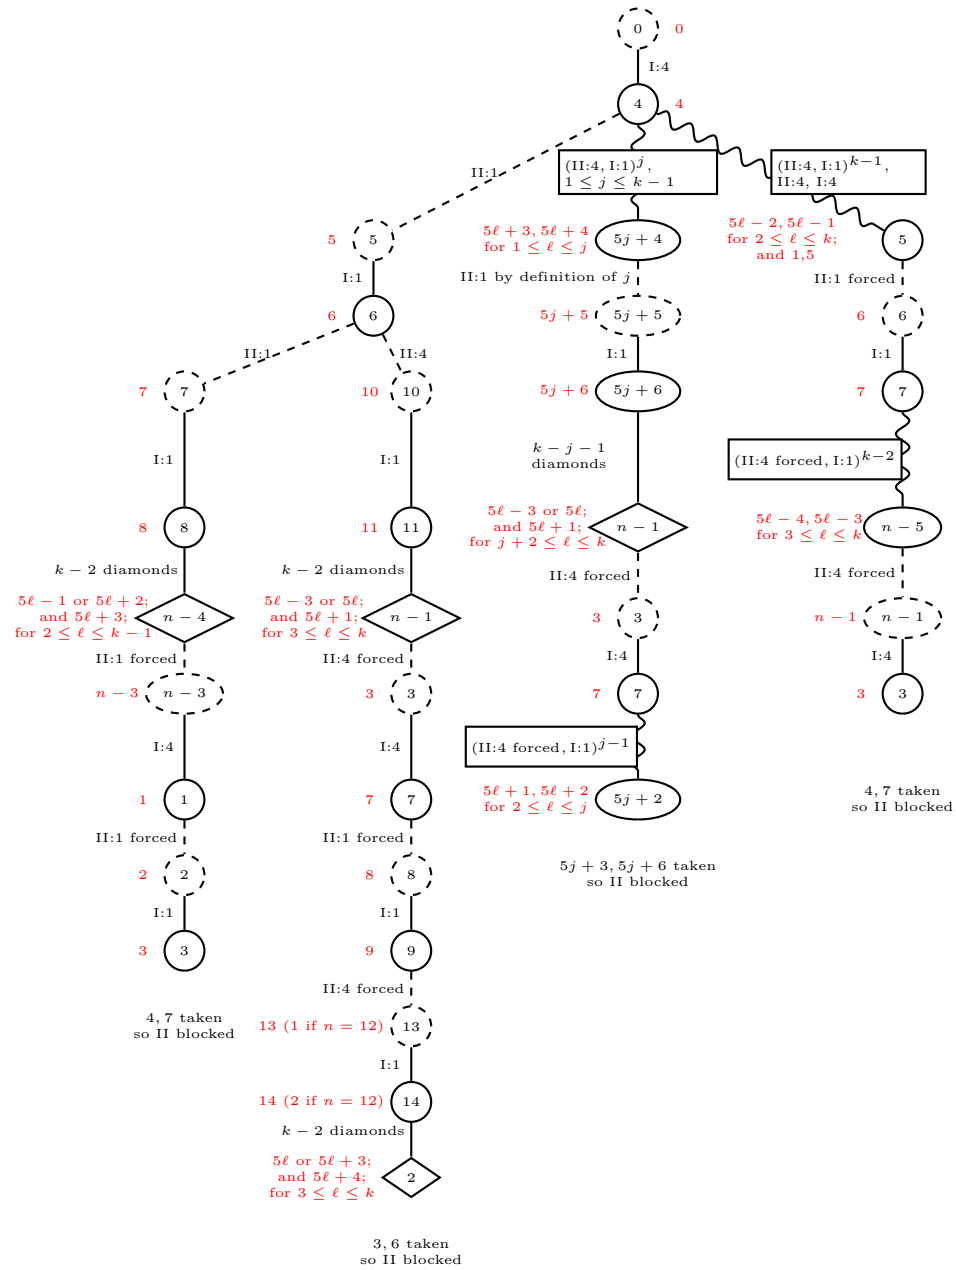 0 0
I:4
4 4
II:1
(II:4, I:1)^j,
1 ≤ j ≤ k − 1
(II:4, I:1)^{k−1},
II:4, I:4
5 5
5ℓ + 3, 5ℓ + 4
for 1 ≤ ℓ ≤ j
5j + 4
5ℓ − 2, 5ℓ − 1
for 2 ≤ ℓ ≤ k;
and 1,5
5
I:1
II:1 by definition of j
II:1 forced
6 6
5j + 5 5j + 5
6 6
II:1
II:4
I:1
I:1
7 7
10 10
5j + 6 5j + 6
7 7
I:1
I:1
k − j − 1
diamonds
(II:4 forced, I:1)^{k−2}
8 8
11 11
5ℓ − 3 or 5ℓ;
and 5ℓ + 1;
for j + 2 ≤ ℓ ≤ k
n − 1
5ℓ − 4, 5ℓ − 3
for 3 ≤ ℓ ≤ k
n − 5
k − 2 diamonds
k − 2 diamonds
II:4 forced
II:4 forced
5ℓ − 1 or 5ℓ + 2;
and 5ℓ + 3;
for 2 ≤ ℓ ≤ k − 1
n − 4
5ℓ − 3 or 5ℓ;
and 5ℓ + 1;
for 3 ≤ ℓ ≤ k
n − 1
3 3
n − 1 n − 1
II:1 forced
II:4 forced
I:4
I:4
n − 3 n − 3
3 3
7 7
3 3
I:4
I:4
(II:4 forced, I:1)^{j−1}
1 1
7 7
5ℓ + 1, 5ℓ + 2
for 2 ≤ ℓ ≤ j
5j + 2
4, 7 taken
so II blocked
II:1 forced
II:1 forced
2 2
8 8
5j + 3, 5j + 6 taken
so II blocked
I:1
I:1
3 3
9 9
II:4 forced
4, 7 taken
so II blocked
13 (1 if n = 12) 13
I:1
14 (2 if n = 12) 14
k − 2 diamonds
5ℓ or 5ℓ + 3;
and 5ℓ + 4;
for 3 ≤ ℓ ≤ k
2
3, 6 taken
so II blocked